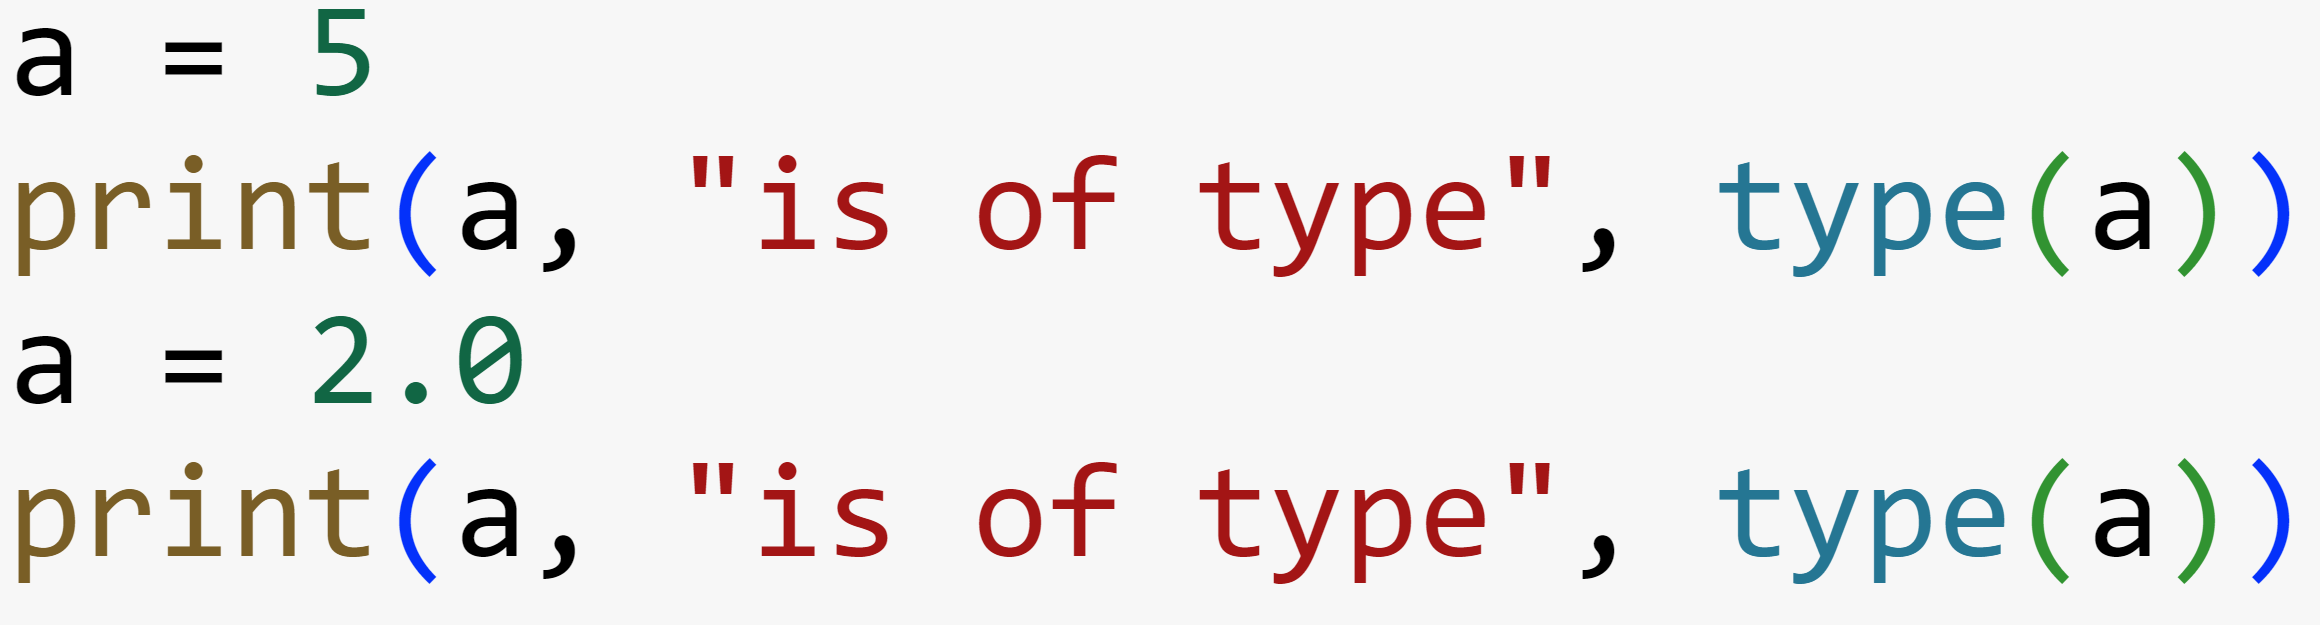 a = 5
print(a, "is of type", type(a))
a = 2.0
print(a, "is of type", type(a))